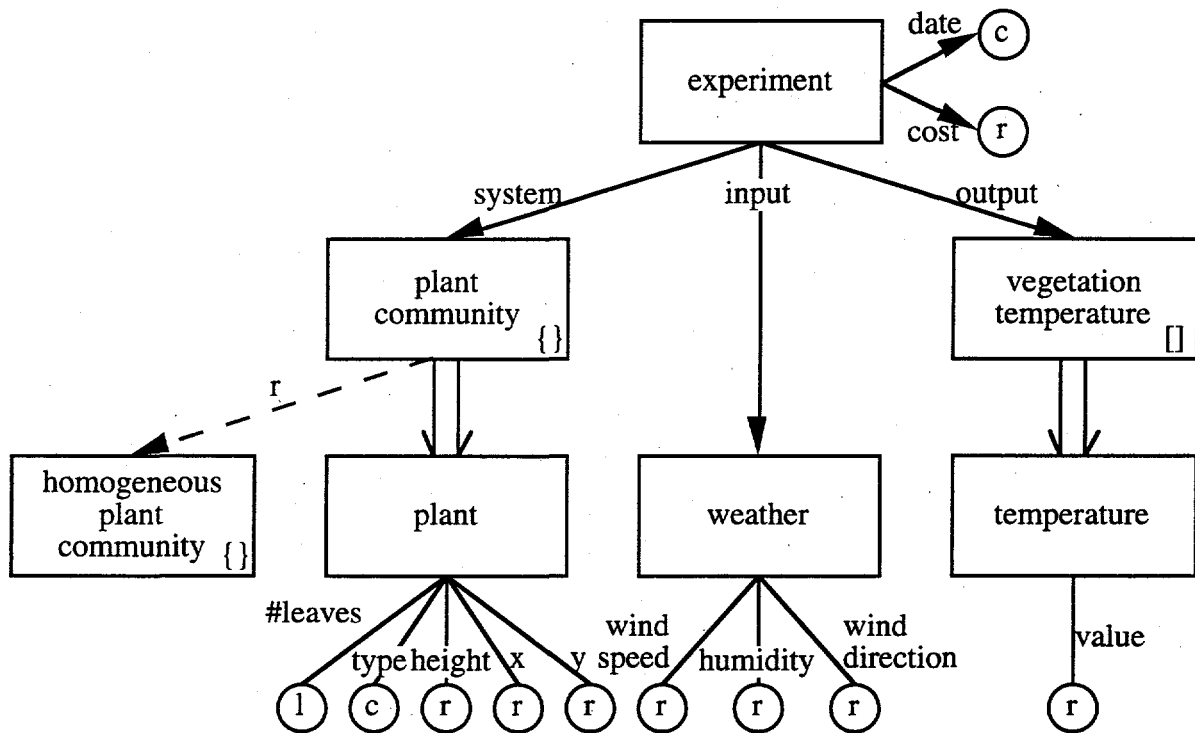 date
c
experiment
cost
r
system
input
output
plant
community
{ }
vegetation
temperature
[]
r
homogeneous
plant
community
{ }
plant
weather
temperature
#leaves
type
height
x
y
wind
speed
humidity
wind
direction
value
l
c
r
r
r
r
r
r
r